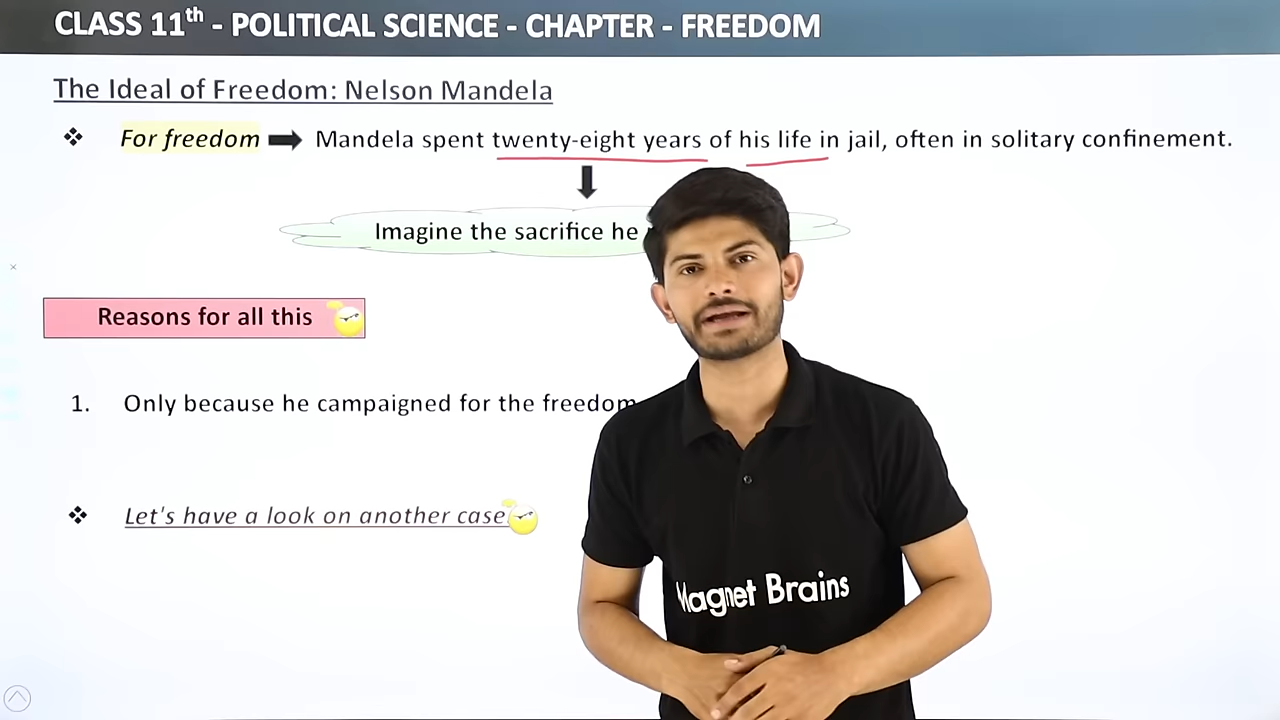 CLASS 11th - POLITICAL SCIENCE - CHAPTER - FREEDOM
The Ideal of Freedom: Nelson Mandela
❖ For freedom ➡ Mandela spent twenty-eight years of his life in jail, often in solitary confinement.
Imagine the sacrifice he
Reasons for all this
1. Only because he campaigned for the freedom
❖ Let's have a look on another case
Magnet Brains